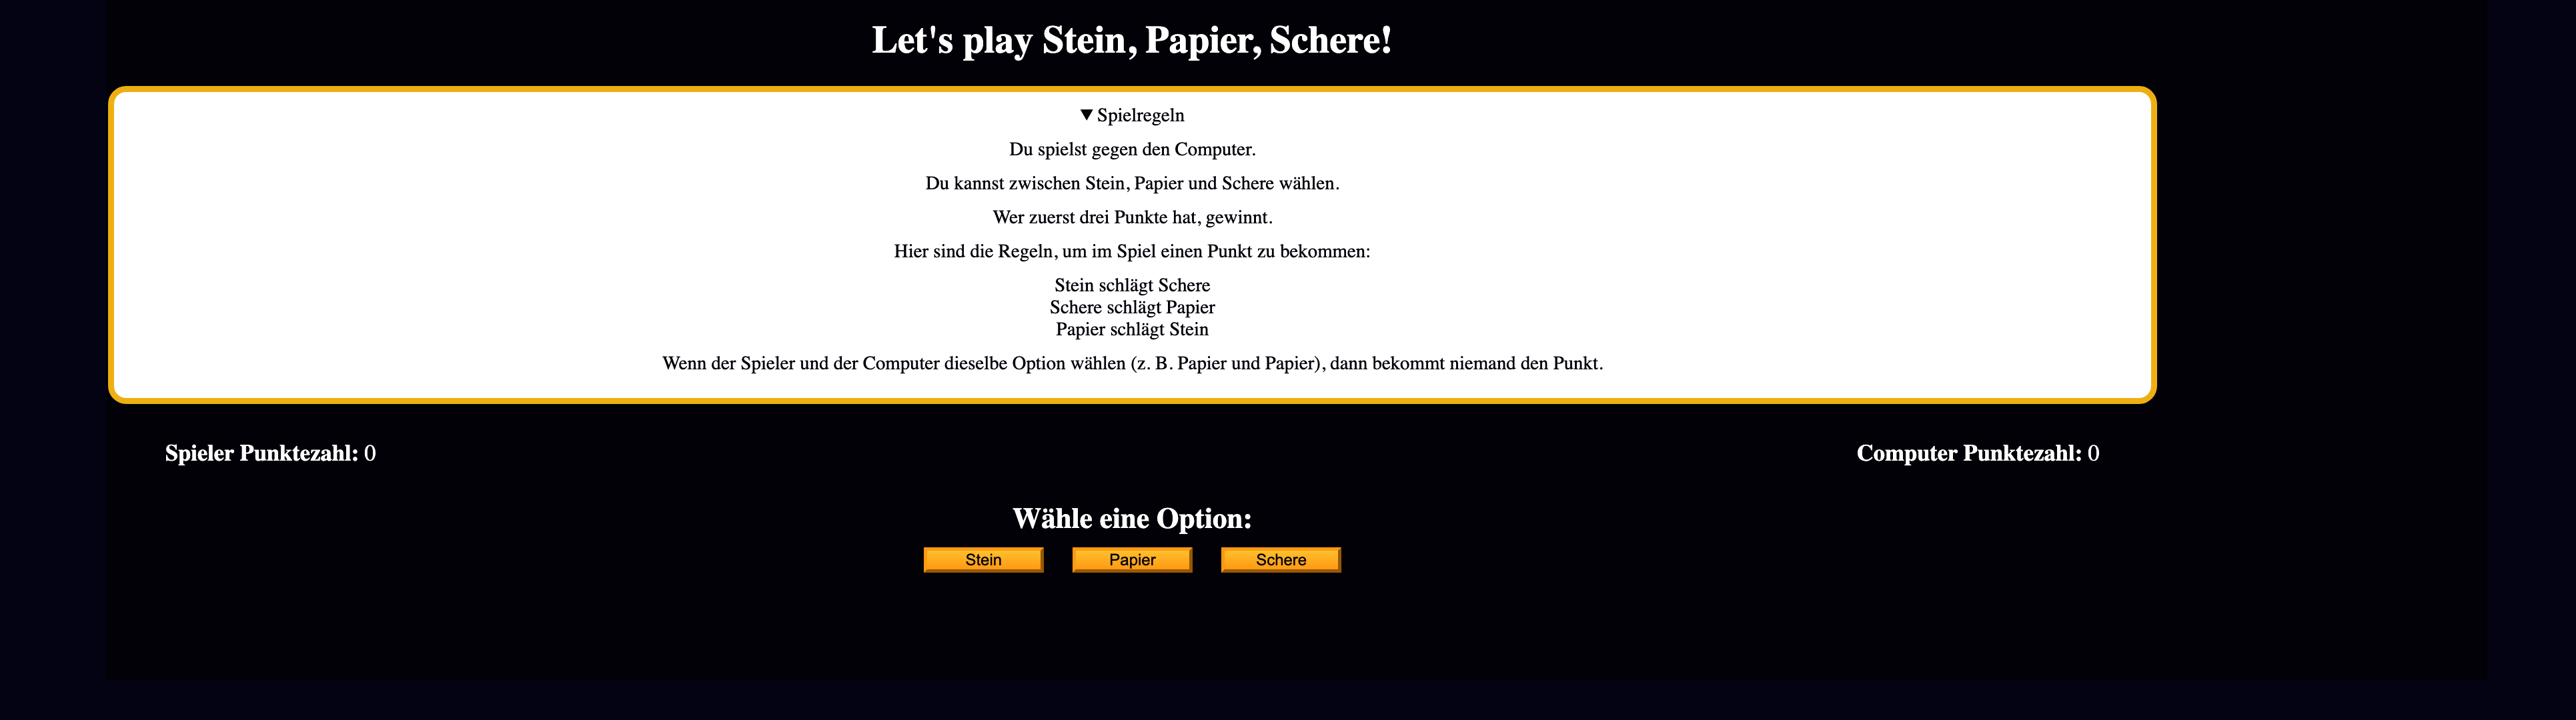 Let's play Stein, Papier, Schere!
▼ Spielregeln
Du spielst gegen den Computer.
Du kannst zwischen Stein, Papier und Schere wählen.
Wer zuerst drei Punkte hat, gewinnt.
Hier sind die Regeln, um im Spiel einen Punkt zu bekommen:
Stein schlägt Schere
Schere schlägt Papier
Papier schlägt Stein
Wenn der Spieler und der Computer dieselbe Option wählen (z. B. Papier und Papier), dann bekommt niemand den Punkt.
Spieler Punktezahl: 0
Computer Punktezahl: 0
Wähle eine Option:
Stein
Papier
Schere